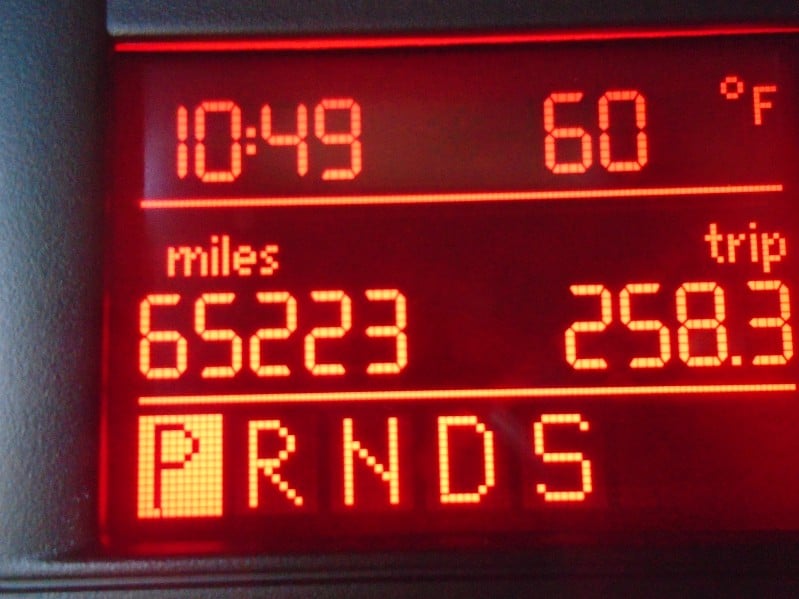 10:49 60 °F
miles trip
65223 258.3
P R N D S